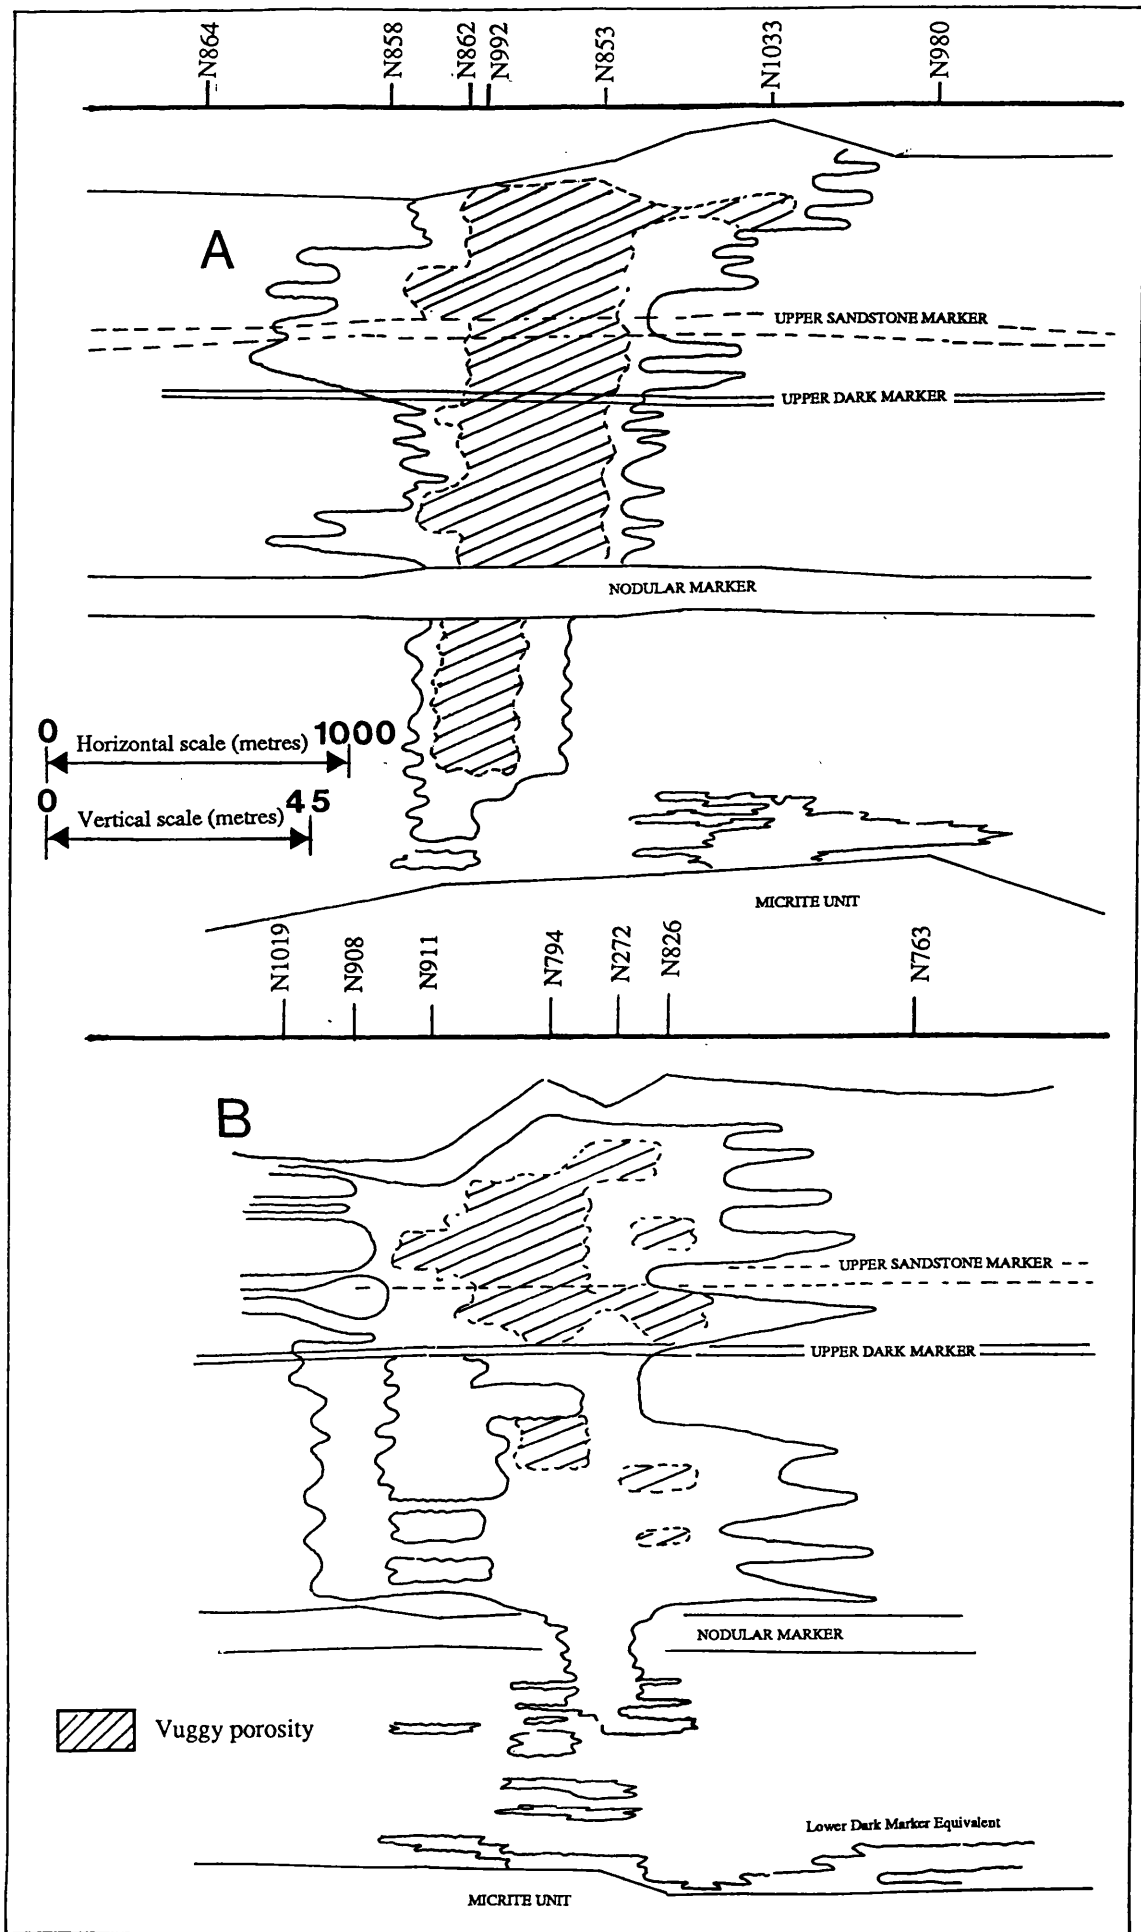 N864
N858
N862
N992
N853
N1033
N980
A
UPPER SANDSTONE MARKER
UPPER DARK MARKER
NODULAR MARKER
0 1000
Horizontal scale (metres)
0 45
Vertical scale (metres)
MICRITE UNIT
N1019
N908
N911
N794
N272
N826
N763
B
UPPER SANDSTONE MARKER
UPPER DARK MARKER
NODULAR MARKER
Vuggy porosity
Lower Dark Marker Equivalent
MICRITE UNIT